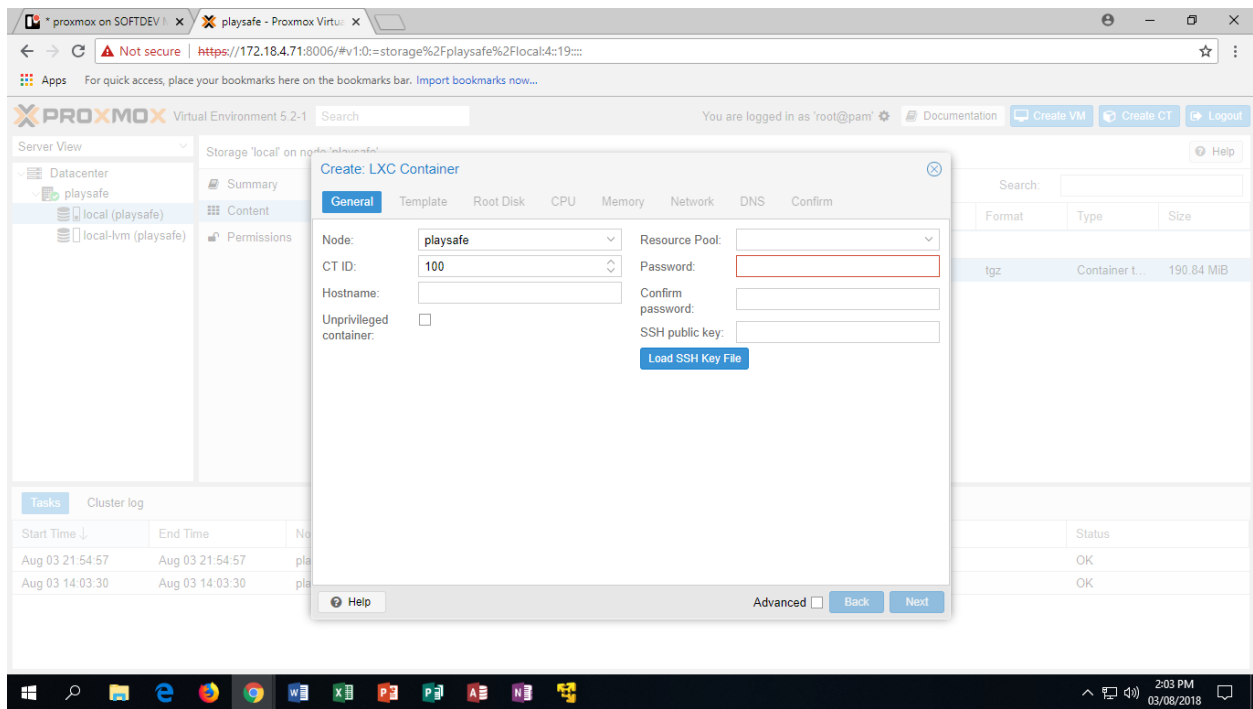 * proxmox on SOFTDEV
playsafe - Proxmox Virtu
Not secure https://172.18.4.71:8006/#v1:0:=storage%2Fplaysafe%2Flocal:4::19::::
Apps For quick access, place your bookmarks here on the bookmarks bar. Import bookmarks now...
PROXMOX Virtual Environment 5.2-1 Search You are logged in as 'root@pam' Documentation Create VM Create CT Logout
Server View
Storage 'local' on node 'playsafe'
Help
Datacenter
playsafe
local (playsafe)
local-lvm (playsafe)
Summary
Content
Permissions
Search:
Format Type Size
tgz Container t... 190.84 MiB
Create: LXC Container
General Template Root Disk CPU Memory Network DNS Confirm
Node: playsafe
CT ID: 100
Hostname:
Unprivileged
container:
Resource Pool:
Password:
Confirm
password:
SSH public key:
Load SSH Key File
Help Advanced Back Next
Tasks Cluster log
Start Time End Time No Status
Aug 03 21:54:57 Aug 03 21:54:57 pla OK
Aug 03 14:03:30 Aug 03 14:03:30 pla OK
2:03 PM
03/08/2018